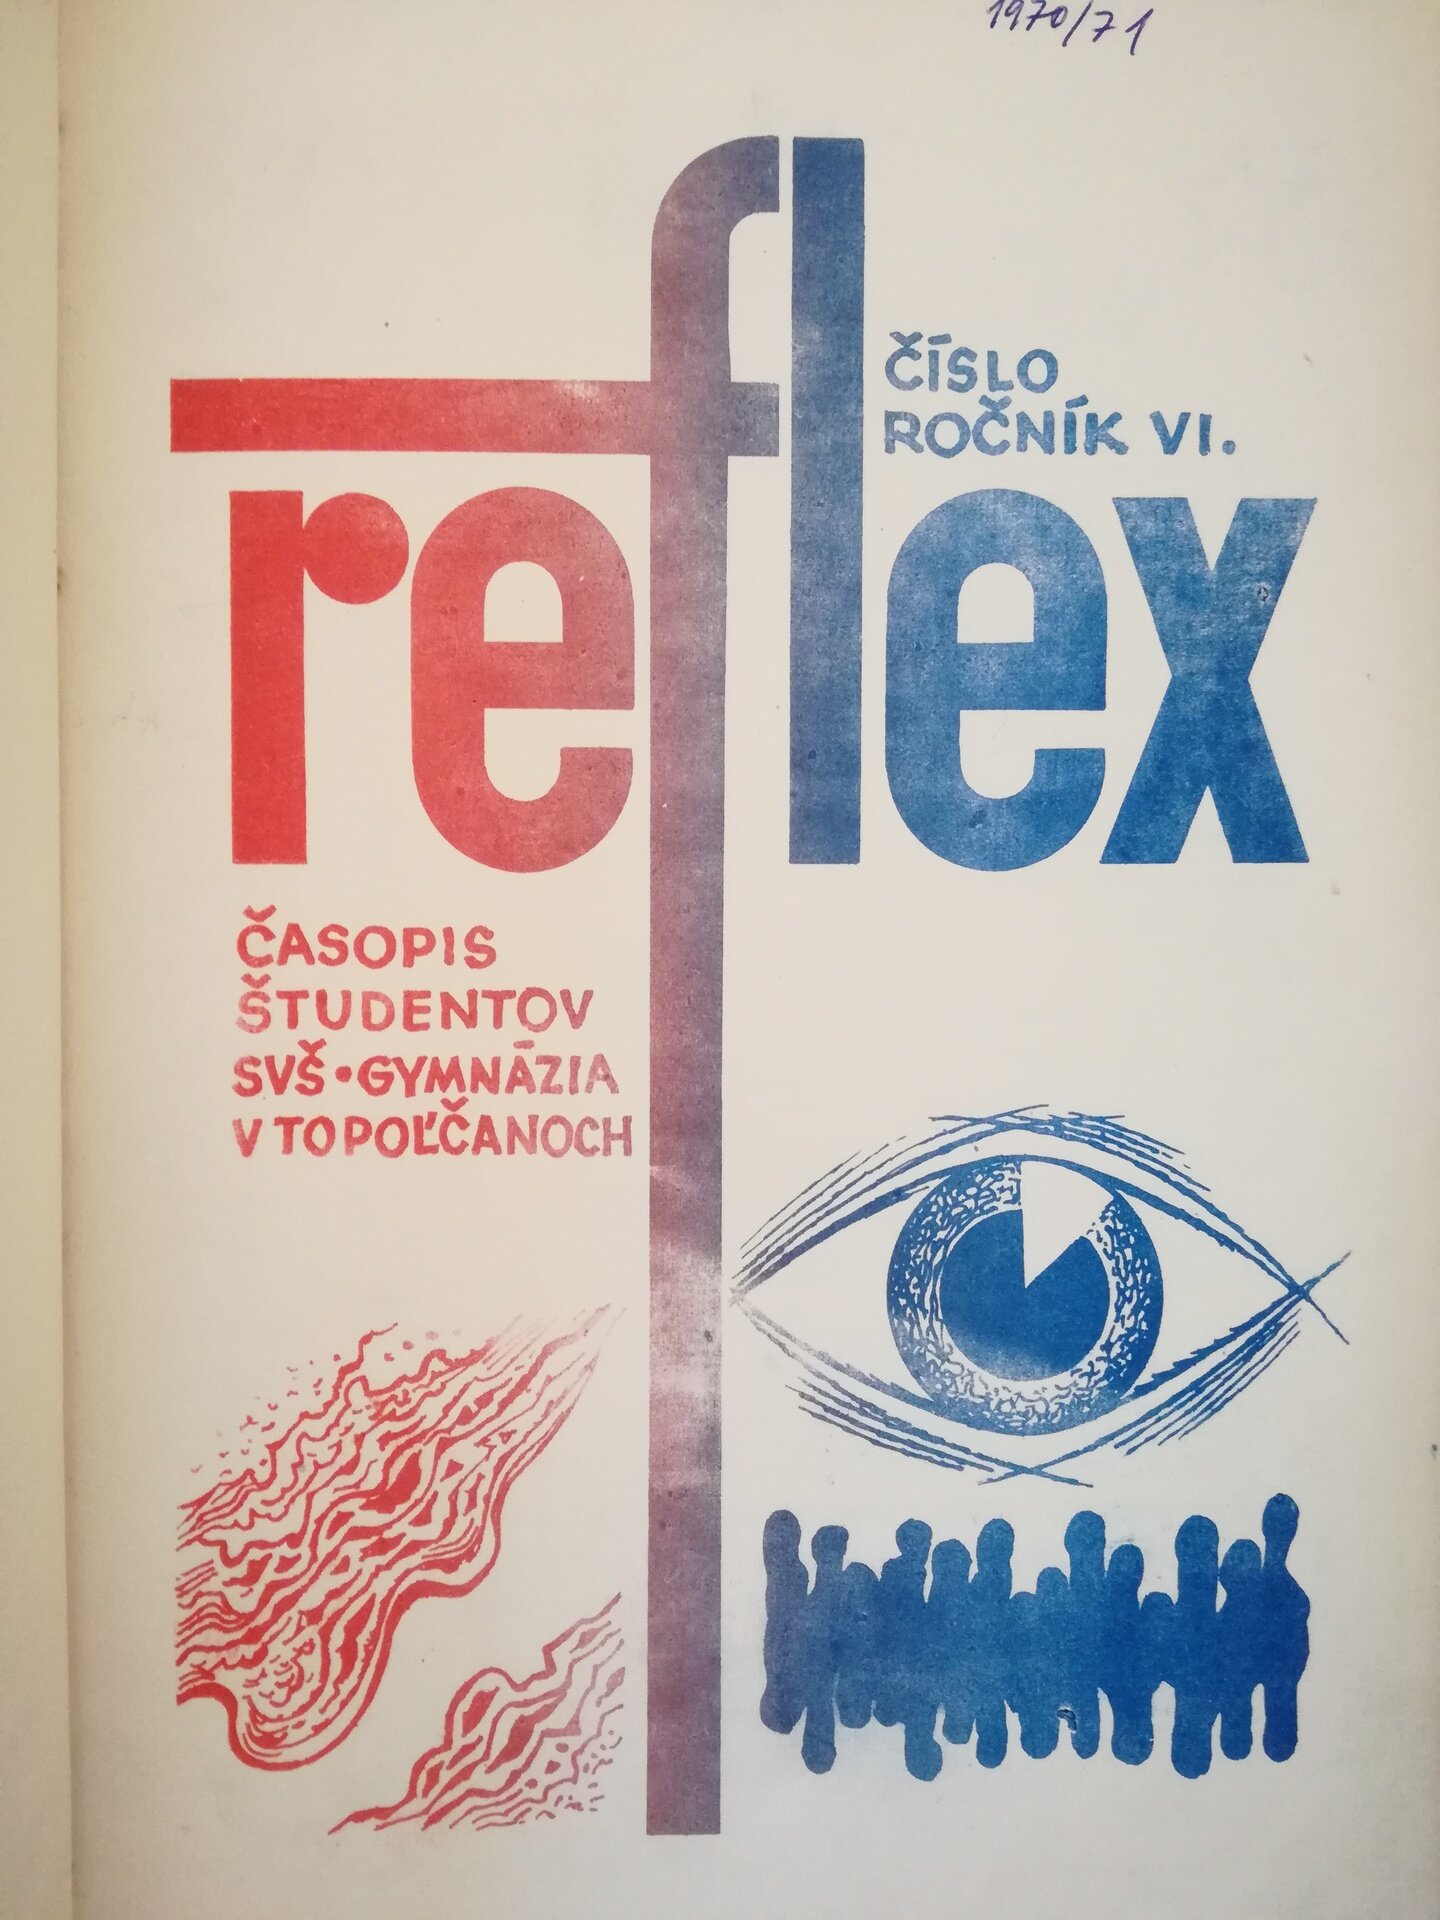 1970/71
reflex
ČÍSLO
ROČNÍK VI.
ČASOPIS
ŠTUDENTOV
SVŠ • GYMNÁZIA
V TOPOĽČANOCH